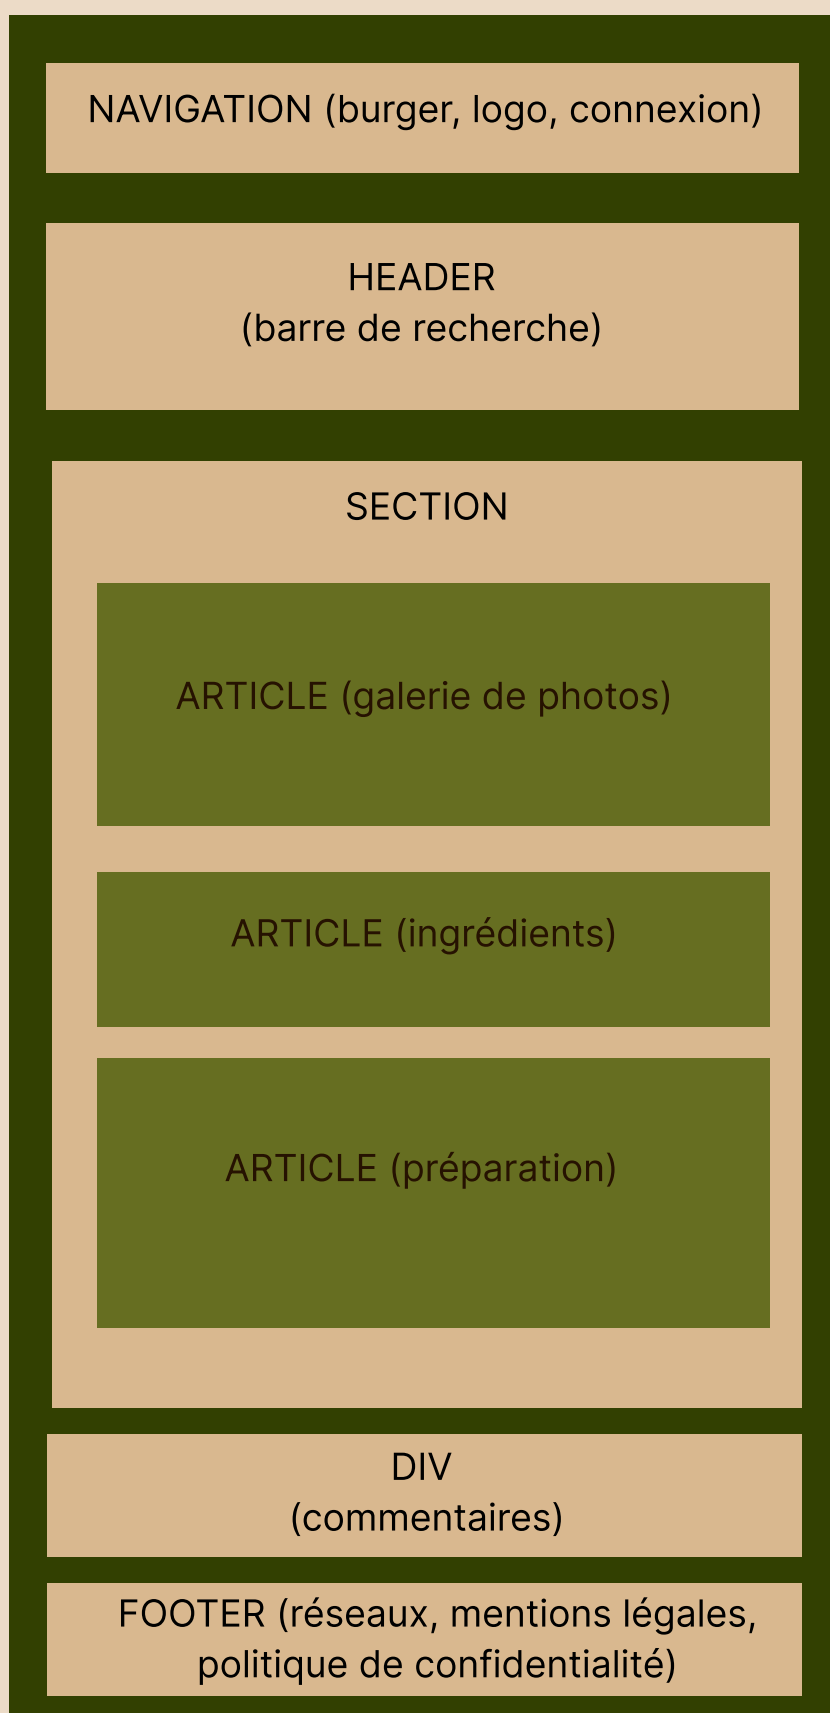 NAVIGATION (burger, logo, connexion)
HEADER
(barre de recherche)
SECTION
ARTICLE (galerie de photos)
ARTICLE (ingrédients)
ARTICLE (préparation)
DIV
(commentaires)
FOOTER (réseaux, mentions légales,
politique de confidentialité)